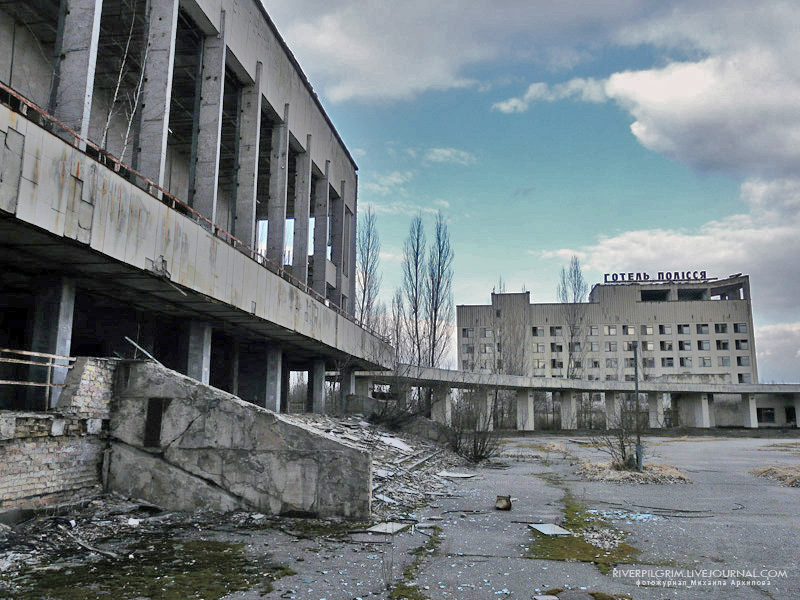 ГОТЕЛЬ ПОЛІССЯ
RIVERPILGRIM.LIVEJOURNAL.COM
фотожурнал Михаила Архипова